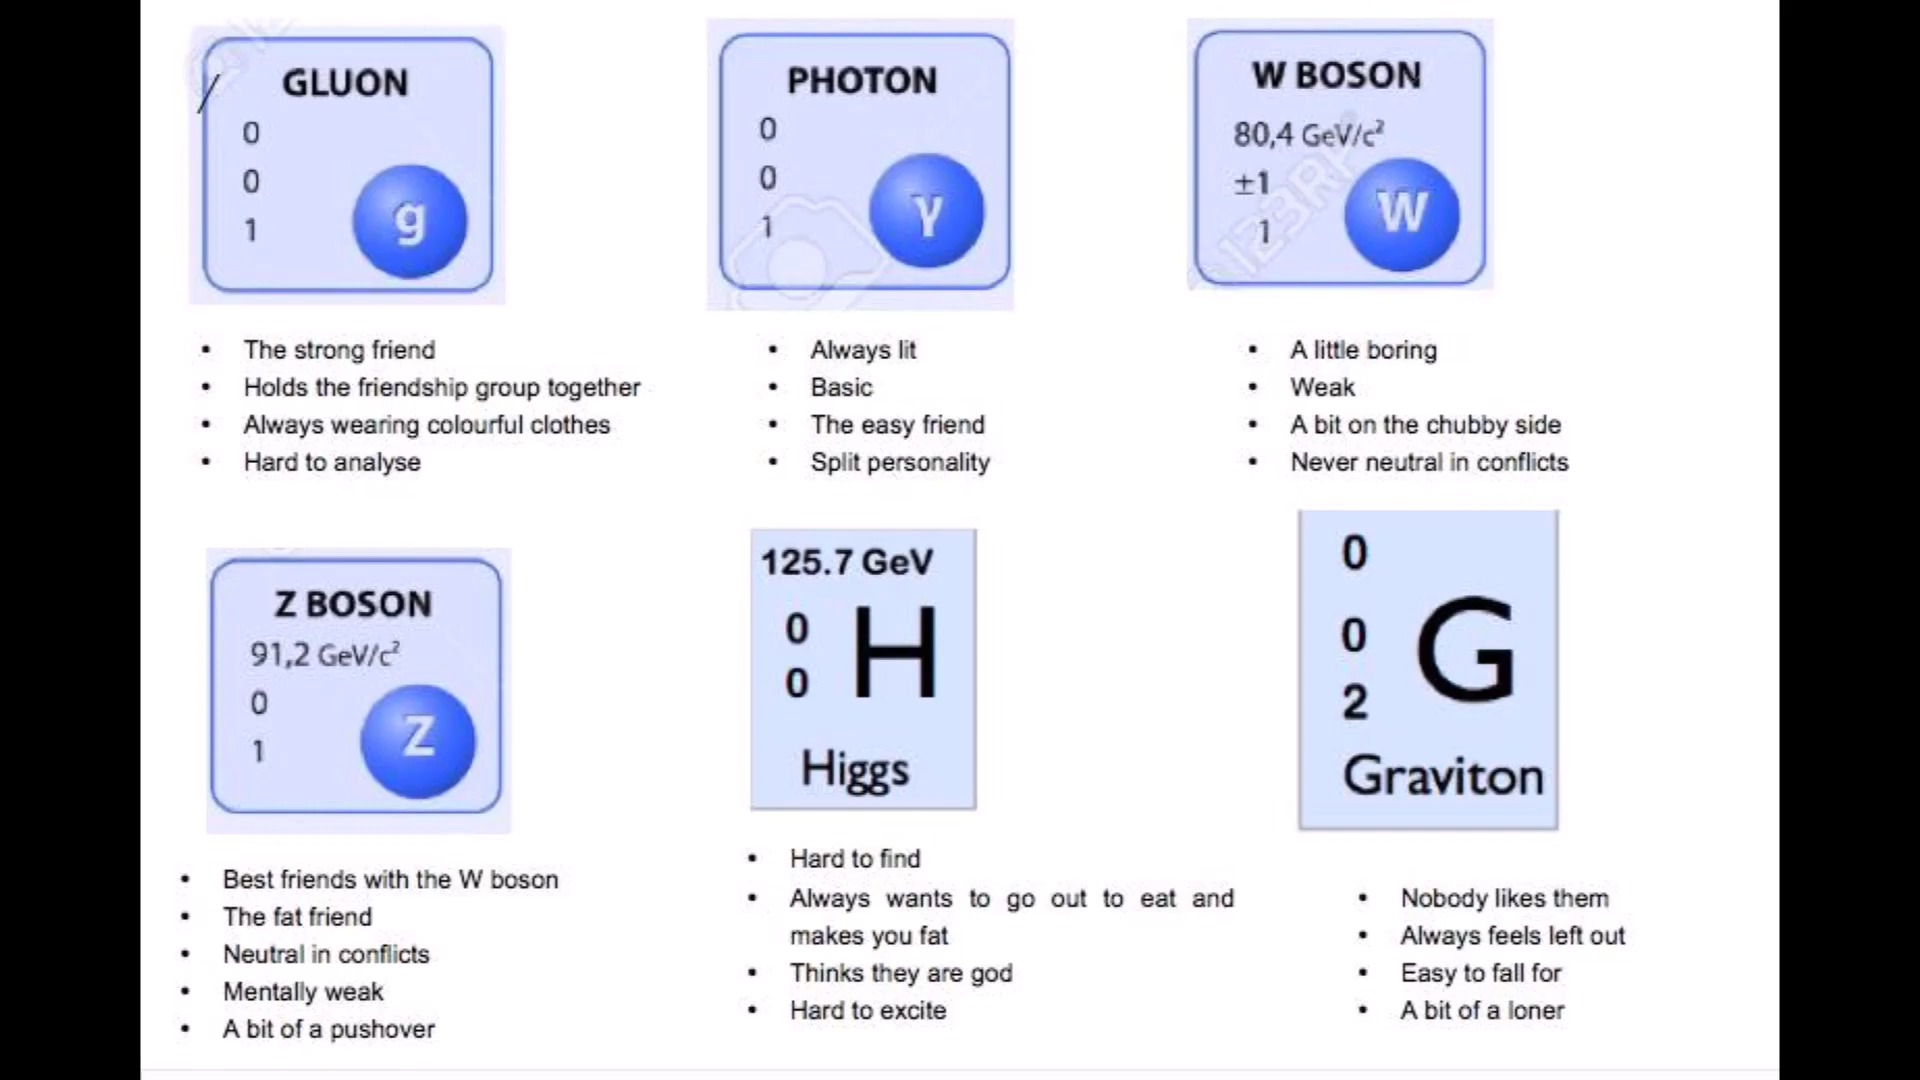 GLUON
0
0
1
g
• The strong friend
• Holds the friendship group together
• Always wearing colourful clothes
• Hard to analyse
PHOTON
0
0
1
γ
• Always lit
• Basic
• The easy friend
• Split personality
W BOSON
80,4 GeV/c²
±1
1
W
©123RF
• A little boring
• Weak
• A bit on the chubby side
• Never neutral in conflicts
Z BOSON
91,2 GeV/c²
0
1
Z
• Best friends with the W boson
• The fat friend
• Neutral in conflicts
• Mentally weak
• A bit of a pushover
125.7 GeV
0
0
H
Higgs
• Hard to find
• Always wants to go out to eat and
makes you fat
• Thinks they are god
• Hard to excite
0
0
2
G
Graviton
• Nobody likes them
• Always feels left out
• Easy to fall for
• A bit of a loner